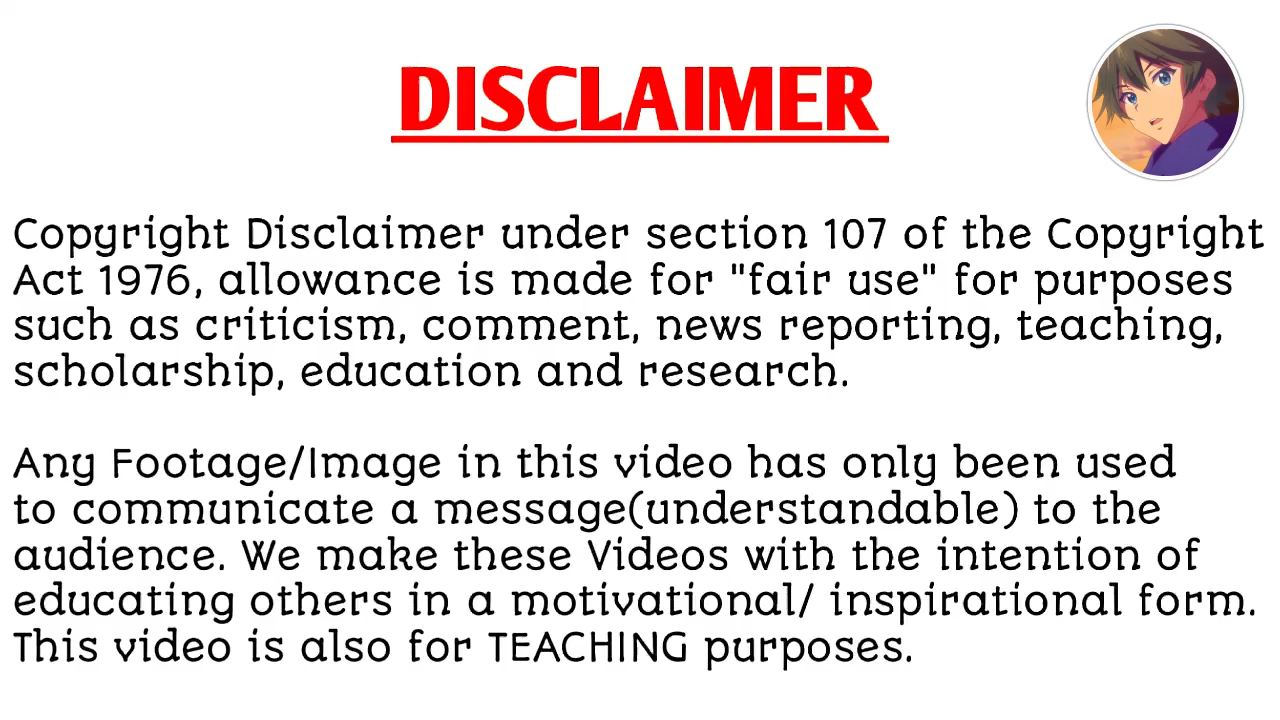 DISCLAIMER
Copyright Disclaimer under section 107 of the Copyright
Act 1976, allowance is made for "fair use" for purposes
such as criticism, comment, news reporting, teaching,
scholarship, education and research.
Any Footage/Image in this video has only been used
to communicate a message(understandable) to the
audience. We make these Videos with the intention of
educating others in a motivational/ inspirational form.
This video is also for TEACHING purposes.